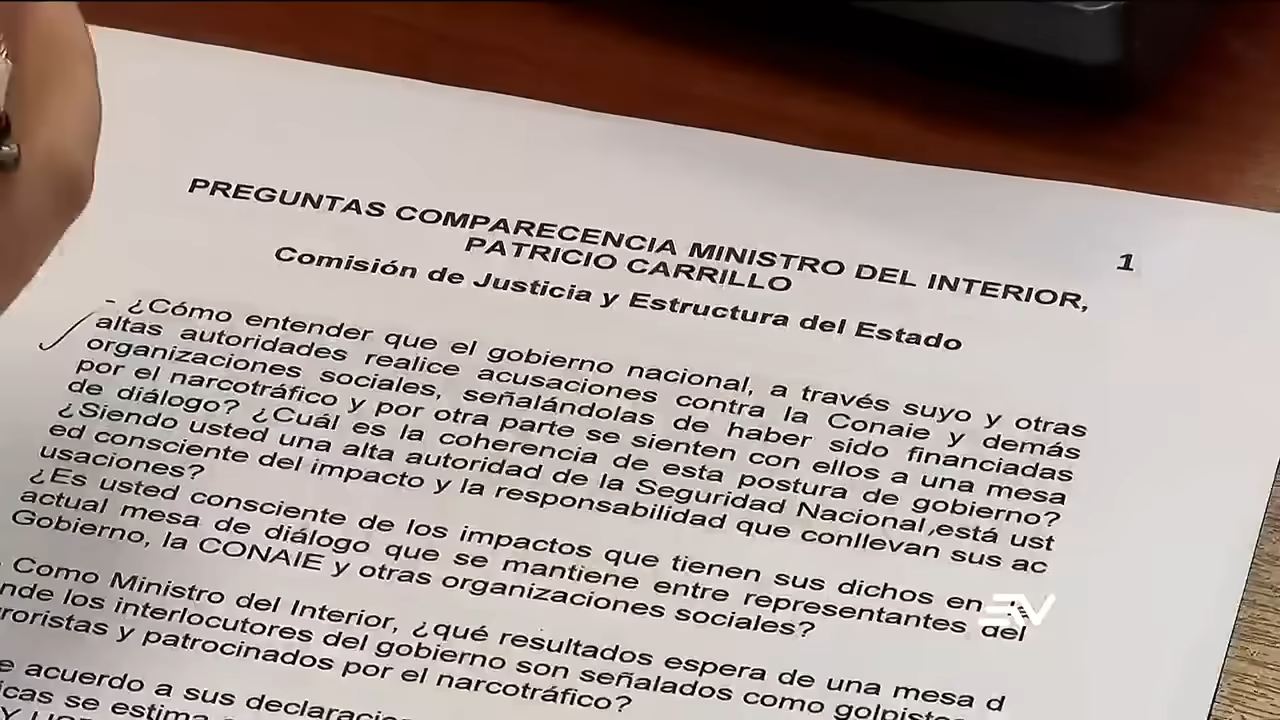 1
PREGUNTAS COMPARECENCIA MINISTRO DEL INTERIOR,
PATRICIO CARRILLO
Comisión de Justicia y Estructura del Estado
- ¿Cómo entender que el gobierno nacional, a través suyo y otras
altas autoridades realice acusaciones contra la Conaie y demás
organizaciones sociales, señalándolas de haber sido financiadas
por el narcotráfico y por otra parte se sienten con ellos a una mesa
de diálogo? ¿Cuál es la coherencia de esta postura de gobierno?
¿Siendo usted una alta autoridad de la Seguridad Nacional,está ust
ed consciente del impacto y la responsabilidad que conllevan sus ac
usaciones?
¿Es usted consciente de los impactos que tienen sus dichos en
actual mesa de diálogo que se mantiene entre representantes del
Gobierno, la CONAIE y otras organizaciones sociales?
Como Ministro del Interior, ¿qué resultados espera de una mesa d
nde los interlocutores del gobierno son señalados como golpistas
roristas y patrocinados por el narcotráfico?
e acuerdo a sus declaracio
icas se estima